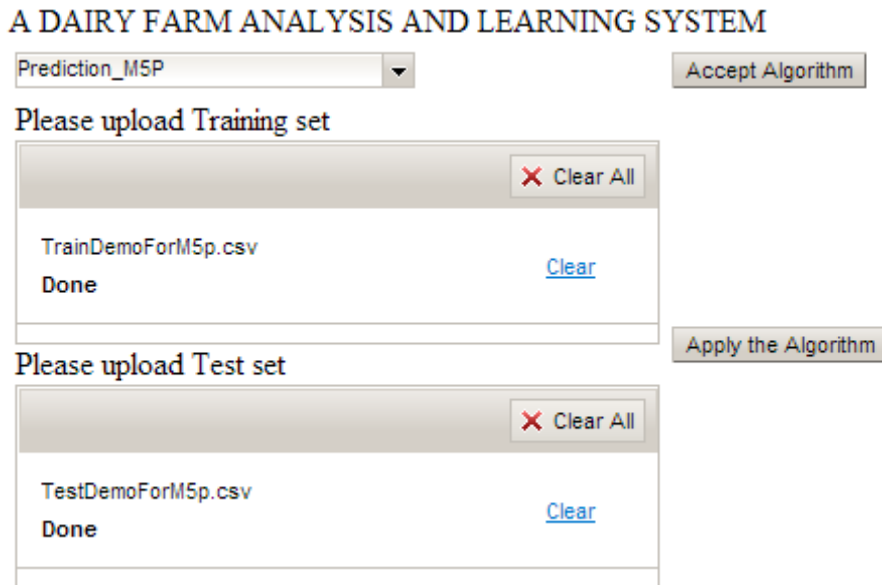 A DAIRY FARM ANALYSIS AND LEARNING SYSTEM
Prediction_M5P
Accept Algorithm
Please upload Training set
Clear All
TrainDemoForM5p.csv
Clear
Done
Apply the Algorithm
Please upload Test set
Clear All
TestDemoForM5p.csv
Clear
Done